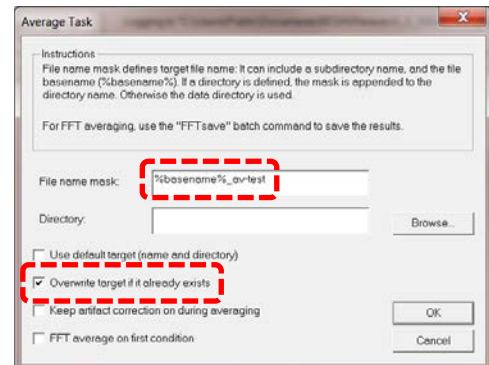 Average Task
Instructions
File name mask defines target file name: It can include a subdirectory name, and the file
basename (%basename%). If a directory is defined, the mask is appended to the
directory name. Otherwise the data directory is used.
For FFT averaging, use the "FFTsave" batch command to save the results.
File name mask:
%basename%_av-test
Directory:
Browse...
Use default target (name and directory)
Overwrite target if it already exists
Keep artifact correction on during averaging
OK
FFT average on first condition
Cancel